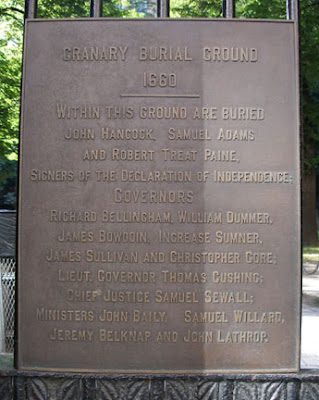 GRANARY BURIAL GROUND
1660
WITHIN THIS GROUND ARE BURIED
JOHN HANCOCK, SAMUEL ADAMS
AND ROBERT TREAT PAINE,
SIGNERS OF THE DECLARATION OF INDEPENDENCE;
GOVERNORS
RICHARD BELLINGHAM, WILLIAM DUMMER,
JAMES BOWDOIN, INCREASE SUMNER,
JAMES SULLIVAN AND CHRISTOPHER GORE;
LIEUT. GOVERNOR THOMAS CUSHING;
CHIEF JUSTICE SAMUEL SEWALL;
MINISTERS JOHN BAILY, SAMUEL WILLARD,
JEREMY BELKNAP AND JOHN LATHROP.